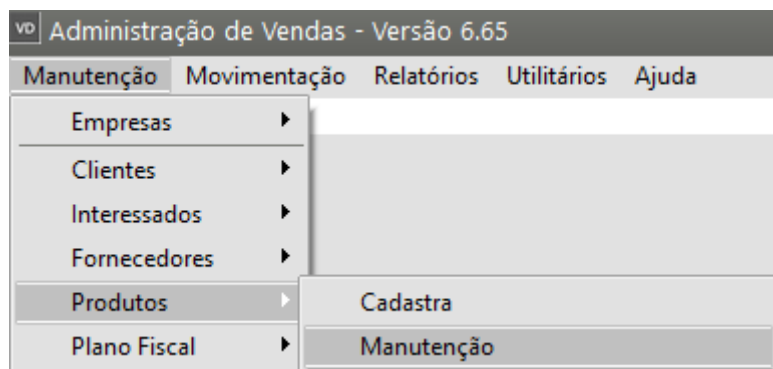 VD Administração de Vendas - Versão 6.65
Manutenção Movimentação Relatórios Utilitários Ajuda
Empresas
Clientes
Interessados
Fornecedores
Produtos Cadastra
Plano Fiscal Manutenção